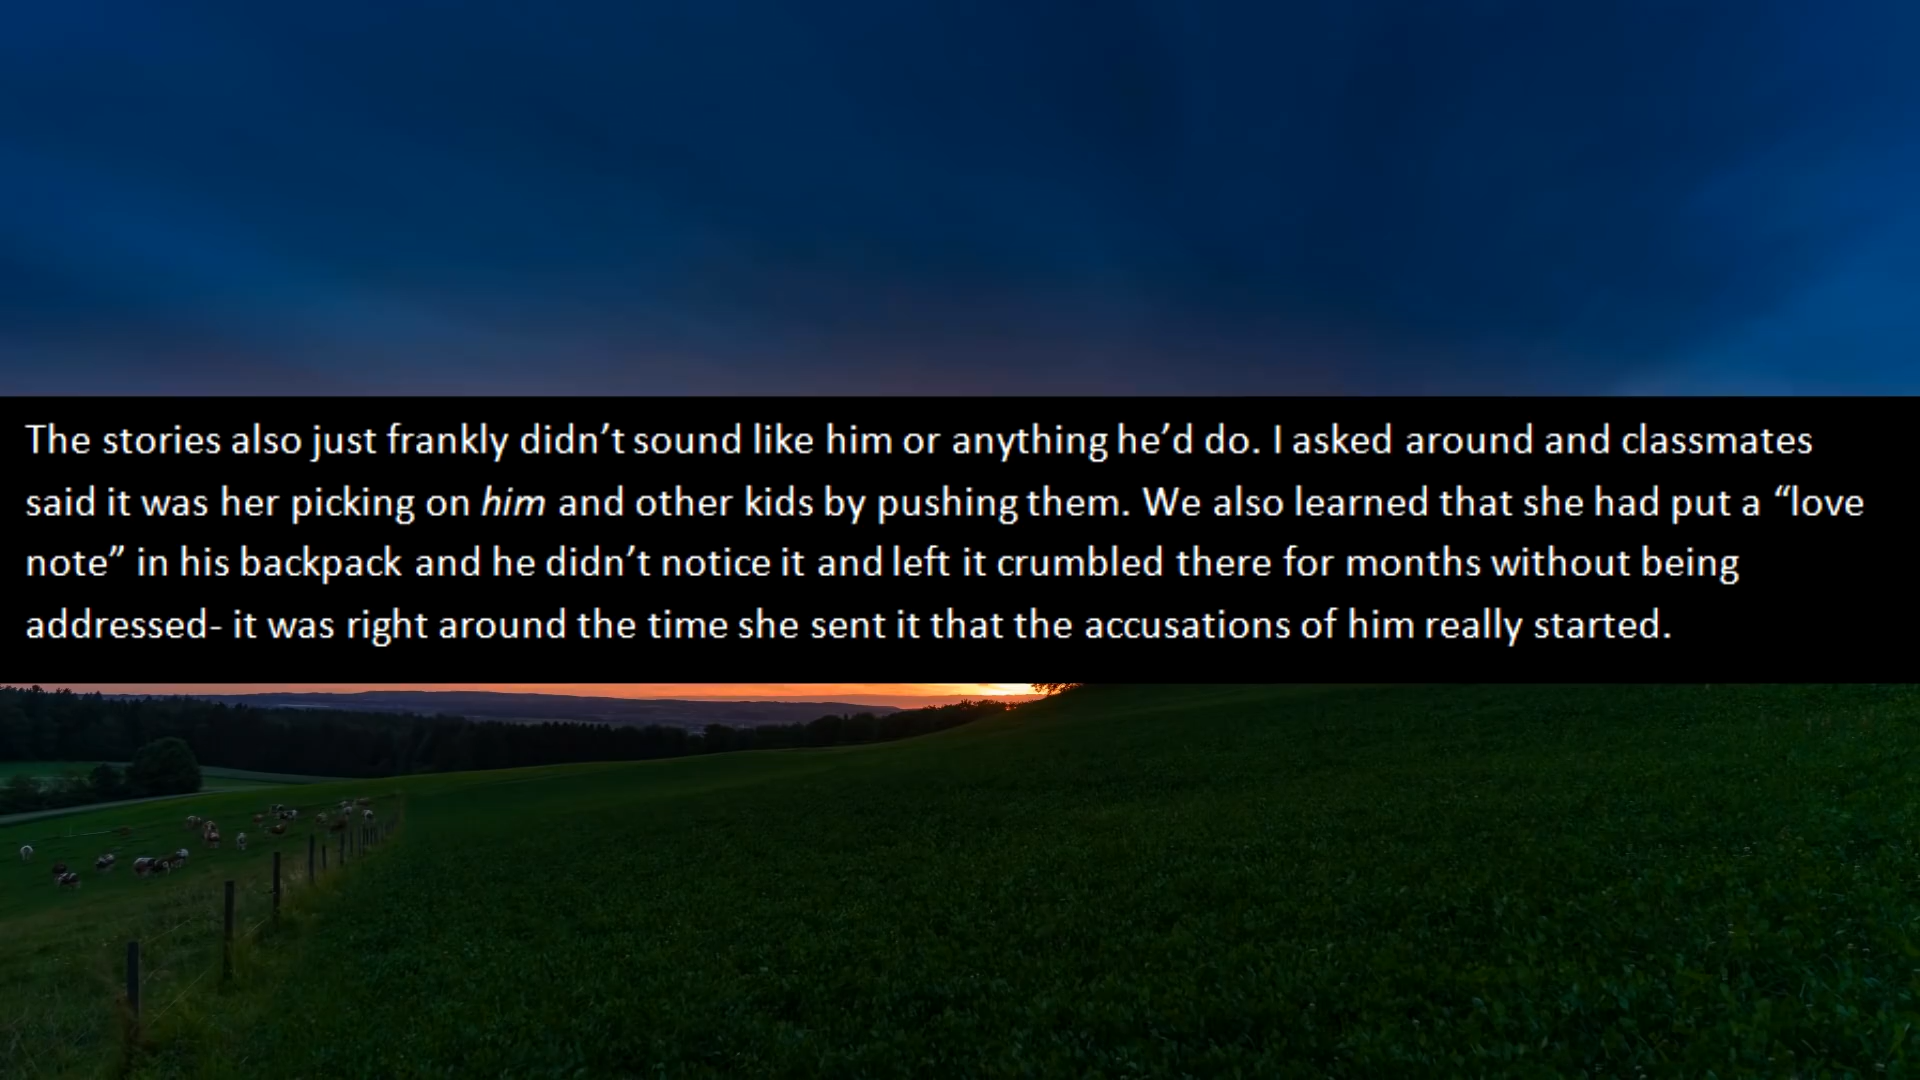 The stories also just frankly didn’t sound like him or anything he’d do. I asked around and classmates
said it was her picking on him and other kids by pushing them. We also learned that she had put a “love
note” in his backpack and he didn’t notice it and left it crumbled there for months without being
addressed- it was right around the time she sent it that the accusations of him really started.